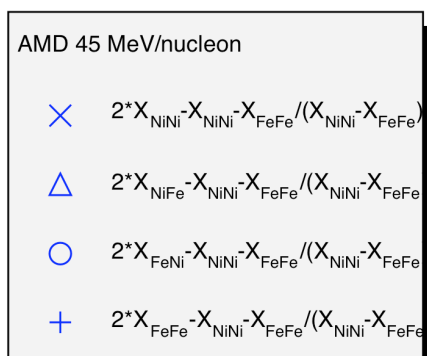 AMD 45 MeV/nucleon
2*X_NiNi-X_NiNi-X_FeFe/(X_NiNi-X_FeFe)
2*X_NiFe-X_NiNi-X_FeFe/(X_NiNi-X_FeFe
2*X_FeNi-X_NiNi-X_FeFe/(X_NiNi-X_FeFe
2*X_FeFe-X_NiNi-X_FeFe/(X_NiNi-X_FeFe